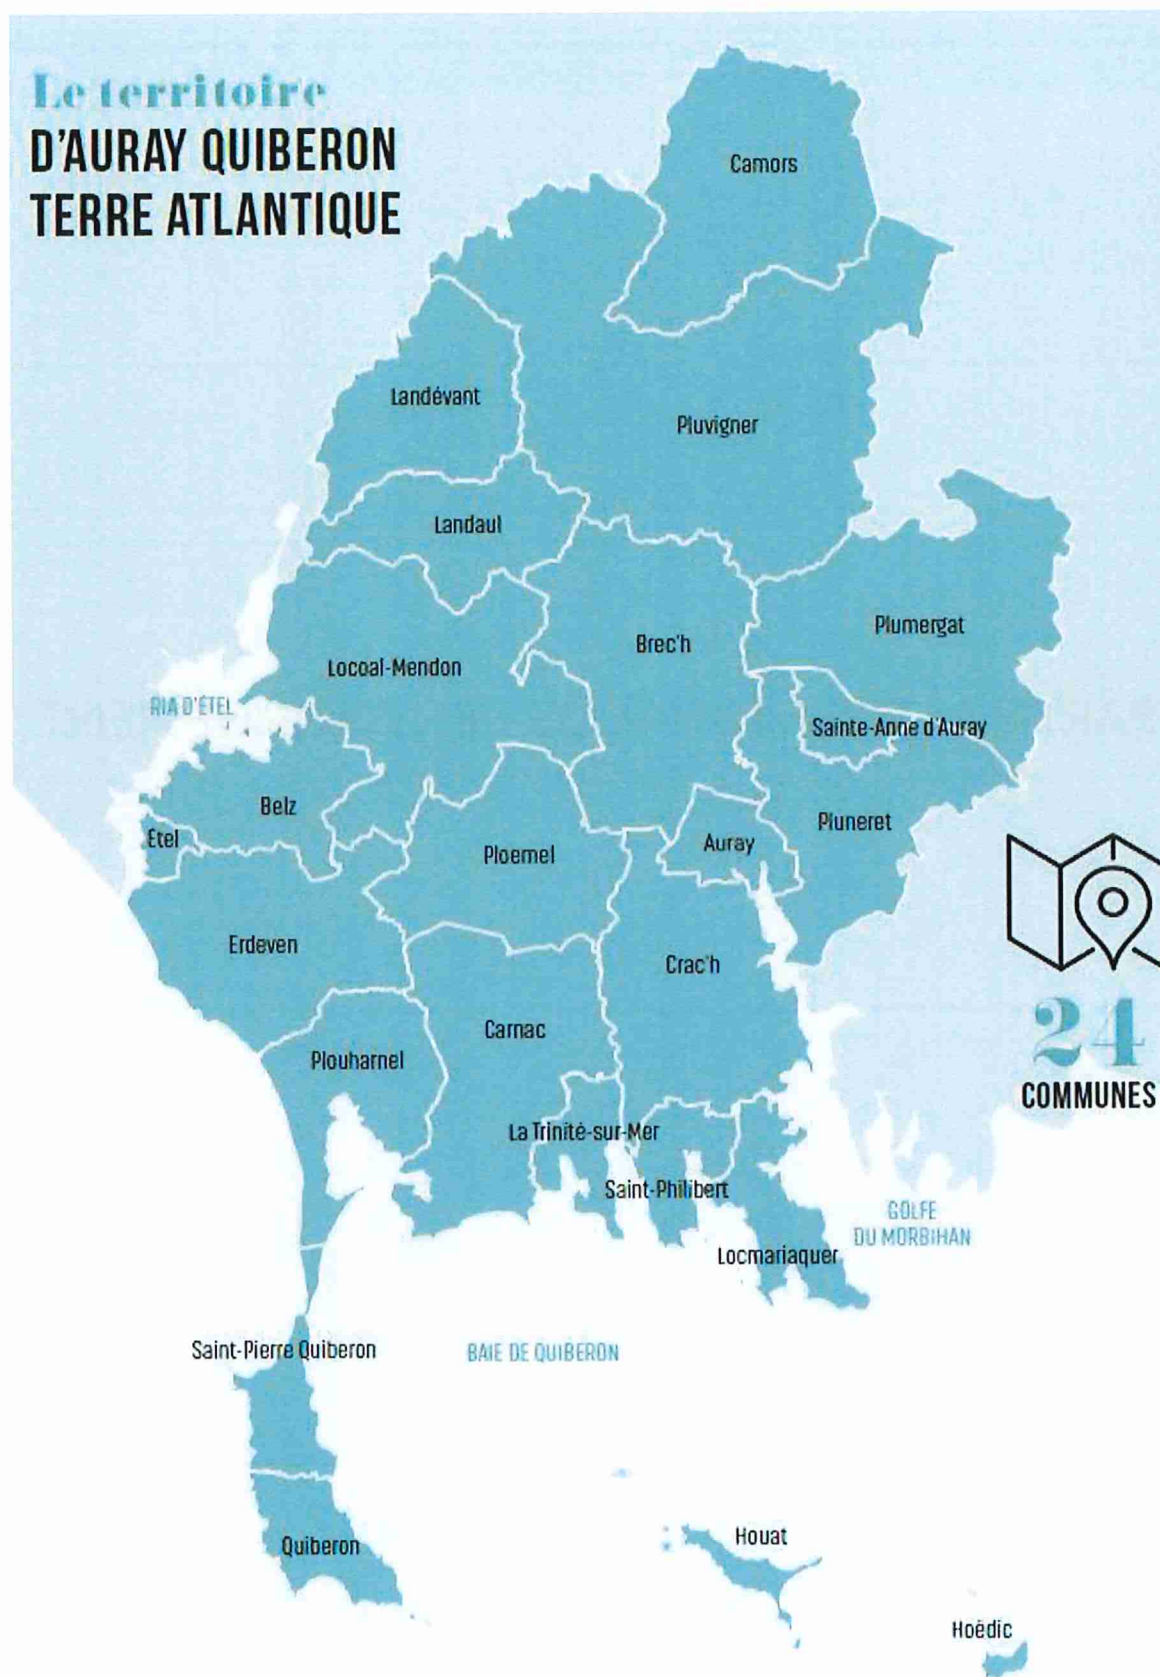 Le territoire
D'AURAY QUIBERON
TERRE ATLANTIQUE
Camors
Landévant
Pluvigner
Landaul
Plumergat
Brec'h
Locoal-Mendon
RIA D'ÉTEL
Sainte-Anne d'Auray
Belz
Étel
Pluneret
Auray
Ploemel
Erdeven
Crac'h
Carnac
Plouharnel
24
COMMUNES
La Trinité-sur-Mer
Saint-Philibert
GOLFE
DU MORBIHAN
Locmariaquer
Saint-Pierre Quiberon
BAIE DE QUIBERON
Quiberon
Houat
Hoëdic